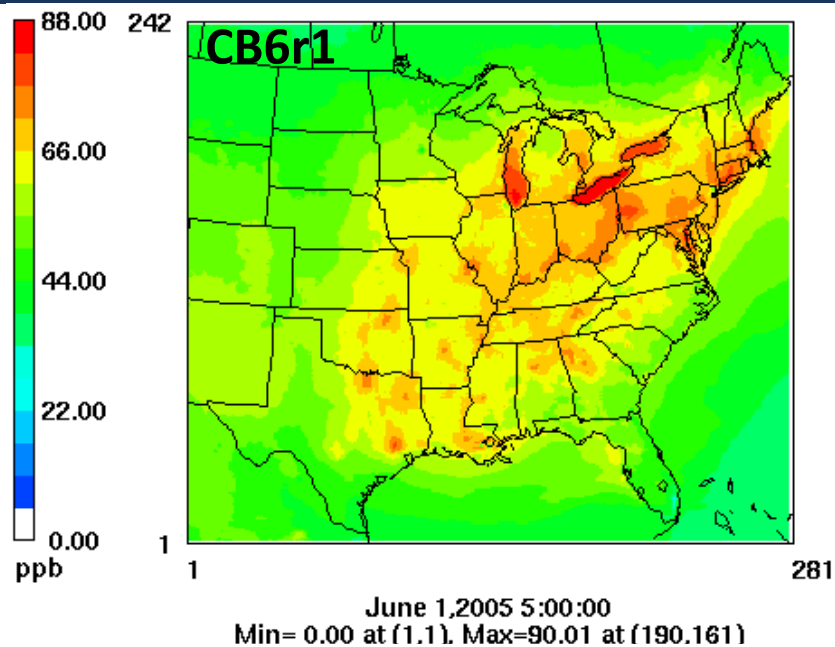 88.00
242
CB6r1
66.00
44.00
22.00
0.00
1
ppb
1
281
June 1,2005 5:00:00
Min= 0.00 at (1,1), Max=90.01 at (190,161)